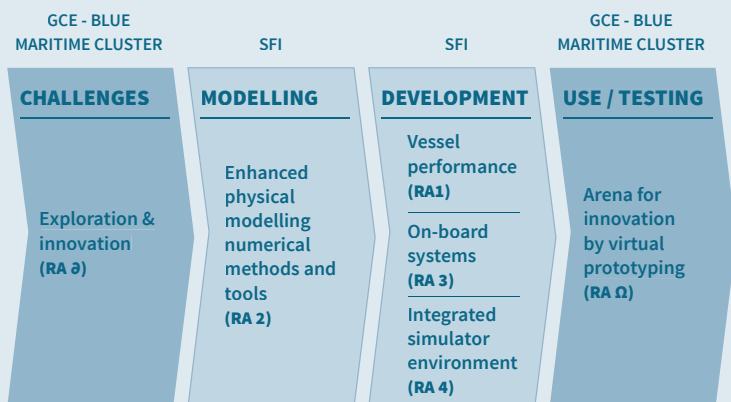 GCE - BLUE
MARITIME CLUSTER
SFI
SFI
GCE - BLUE
MARITIME CLUSTER
CHALLENGES
Exploration &
innovation
(RA ∂)
MODELLING
Enhanced
physical
modelling
numerical
methods and
tools
(RA 2)
DEVELOPMENT
Vessel
performance
(RA1)
On-board
systems
(RA 3)
Integrated
simulator
environment
(RA 4)
USE / TESTING
Arena for
innovation
by virtual
prototyping
(RA Ω)